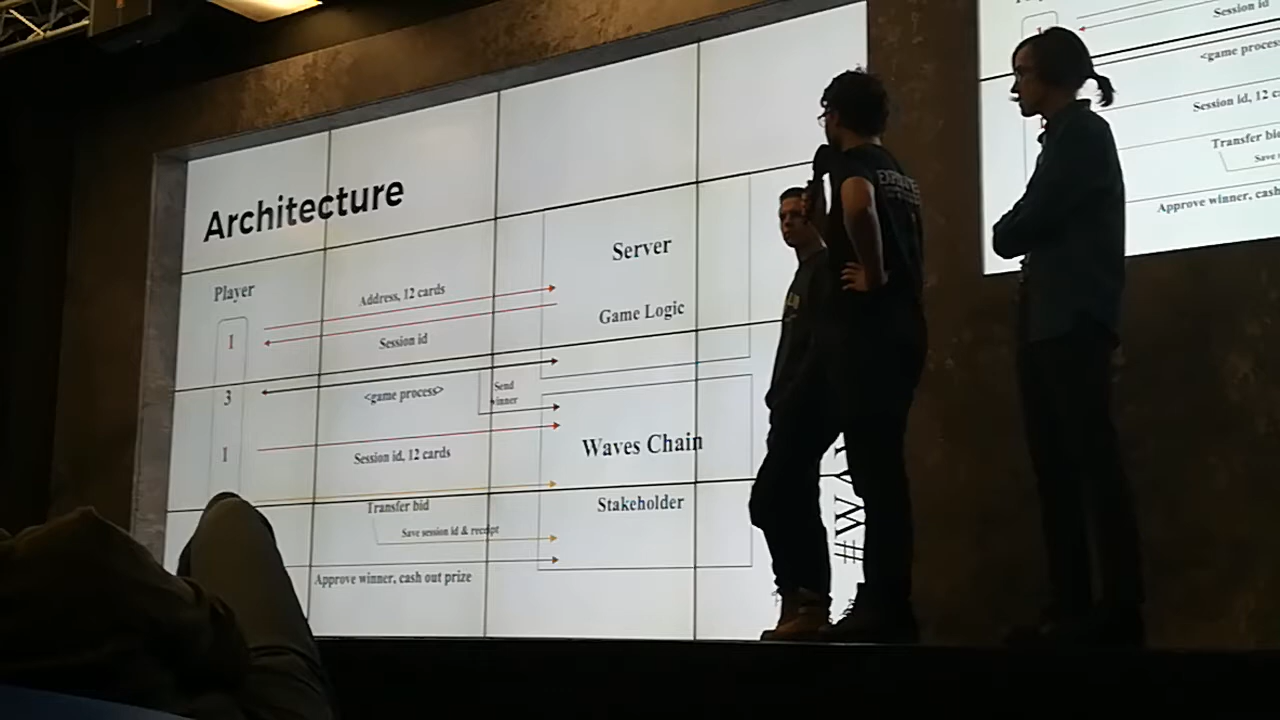 Architecture
Player
Server
Address, 12 cards
Game Logic
1
Session id
3
<game process>
Send
winner
1
Session id, 12 cards
Waves Chain
Transfer bid
Stakeholder
Save session id & receipt
Approve winner, cash out prize
Session id
<game process
Session id, 12 c
Transfer bi
Save
Approve winner, cash